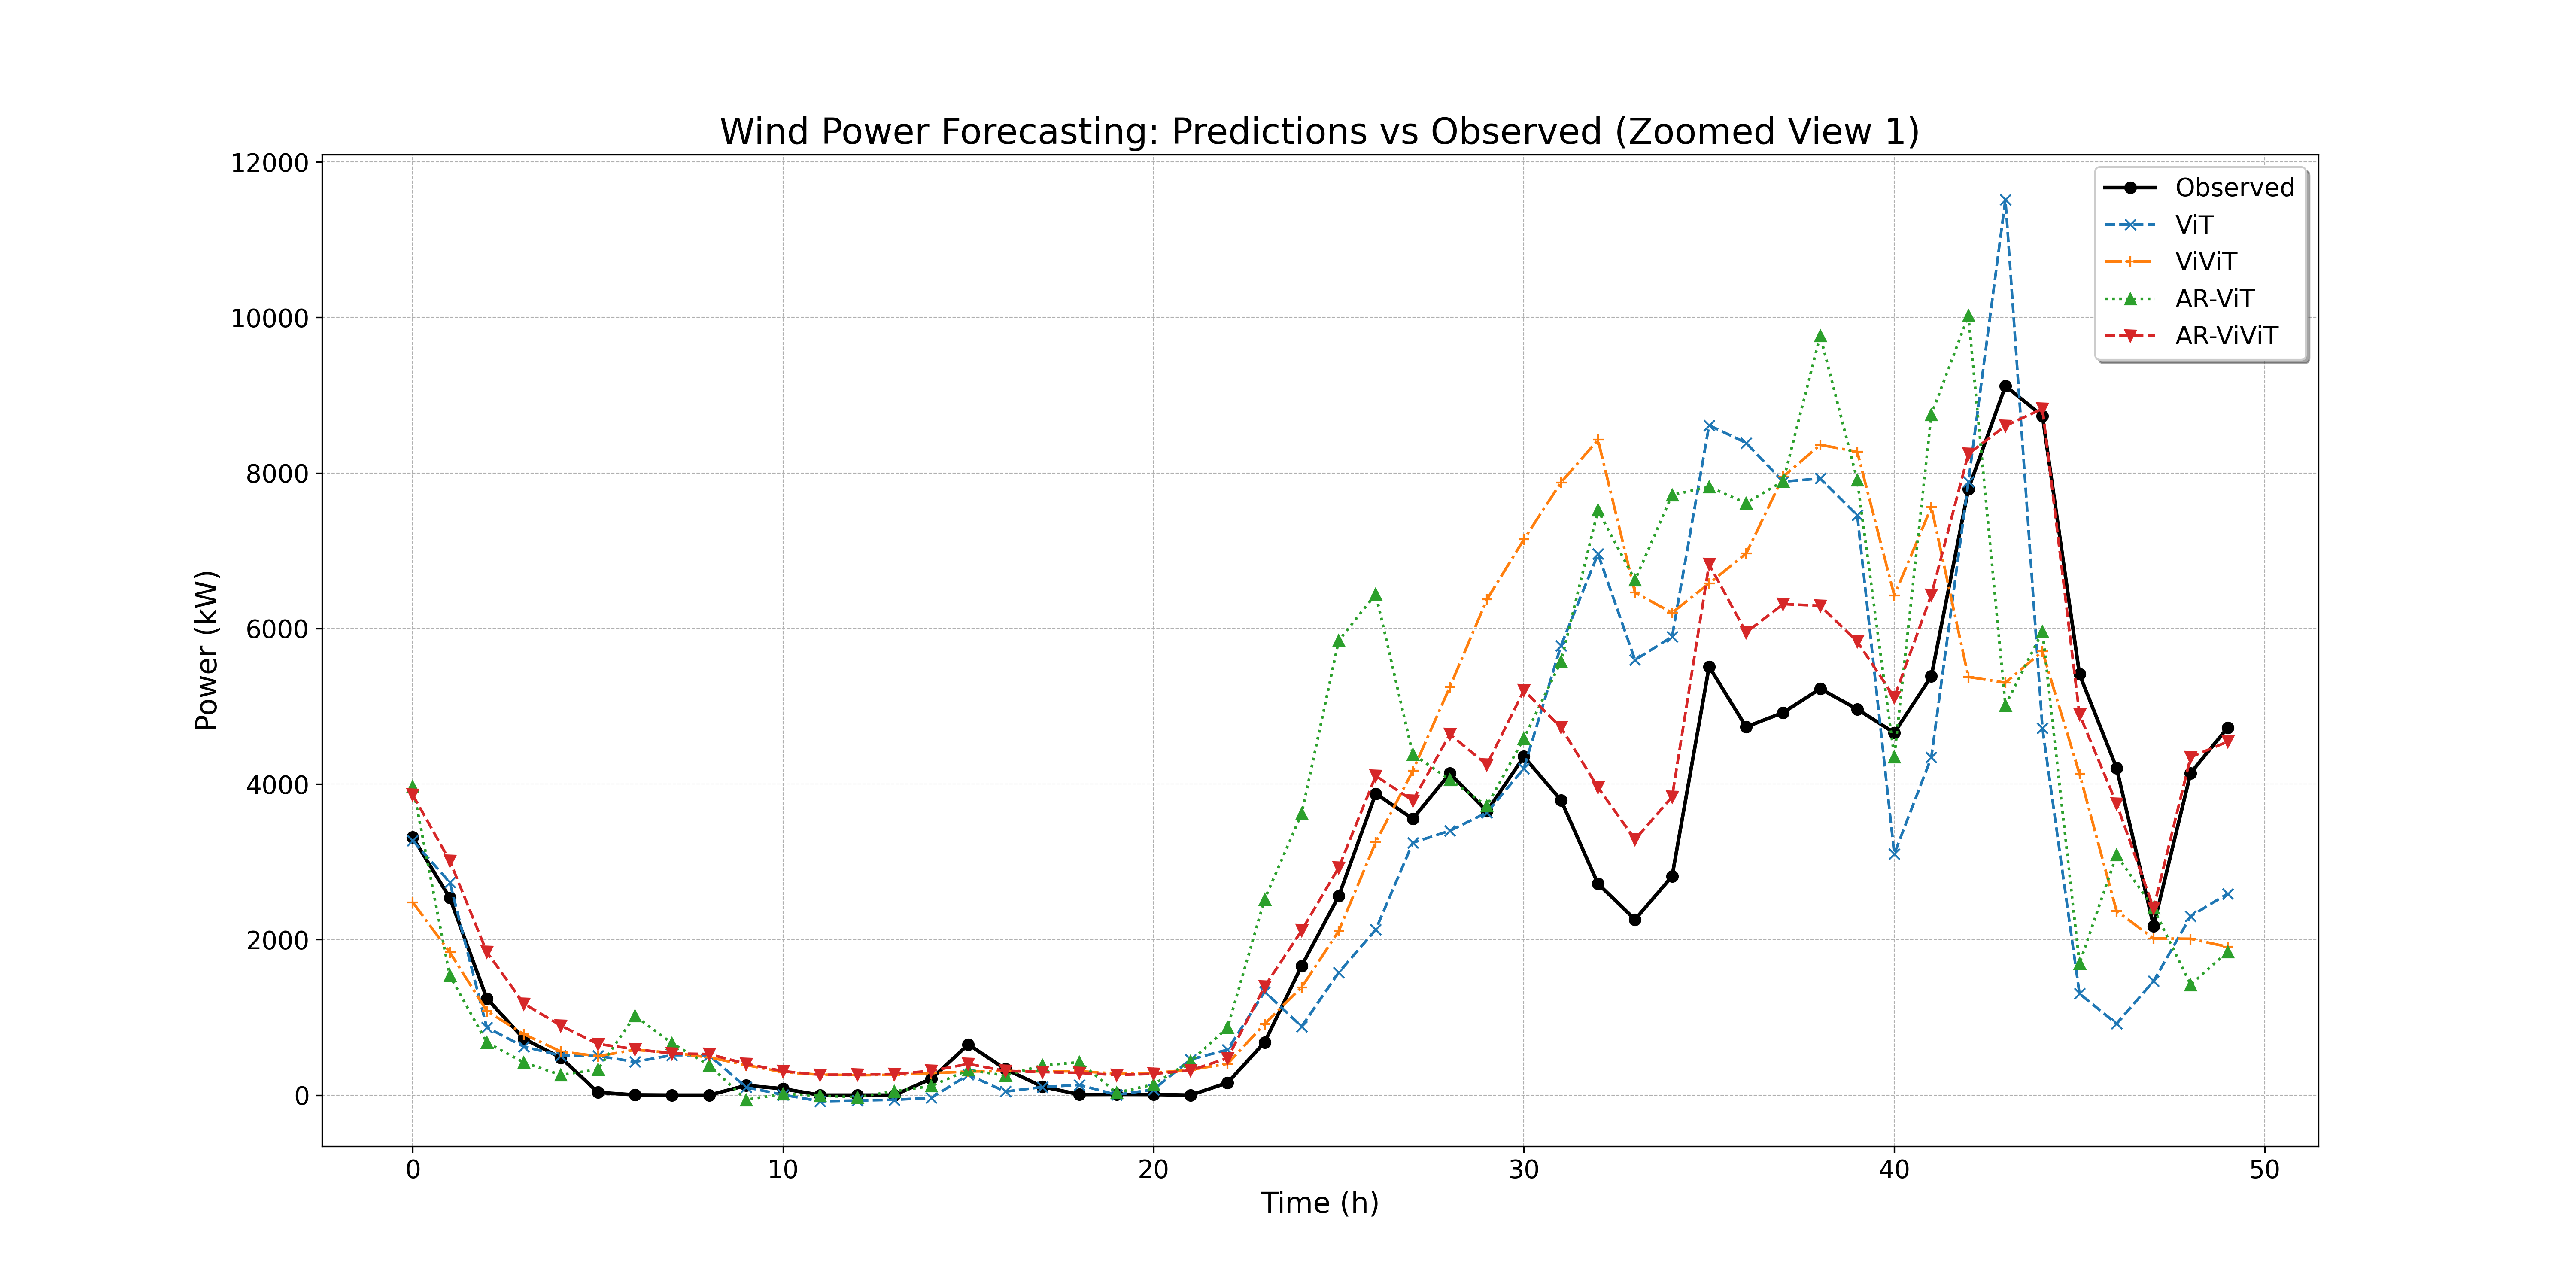 Wind Power Forecasting: Predictions vs Observed (Zoomed View 1)
12000
10000
8000
6000
4000
2000
0
Power (kW)
Observed
ViT
ViViT
AR-ViT
AR-ViViT
0 10 20 30 40 50
Time (h)